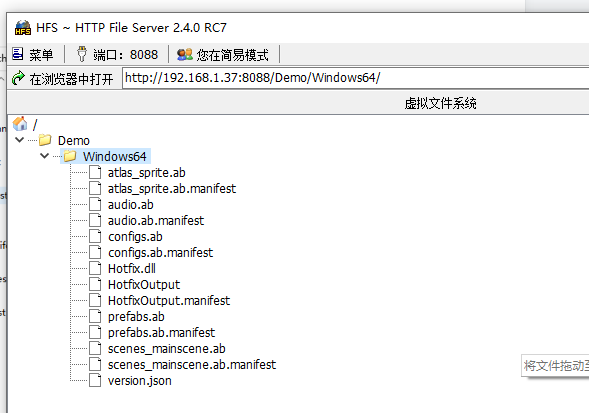 HFS ~ HTTP File Server 2.4.0 RC7
菜单 端口: 8088 您在简易模式
在浏览器中打开 http://192.168.1.37:8088/Demo/Windows64/
虚拟文件系统
/
Demo
Windows64
atlas_sprite.ab
atlas_sprite.ab.manifest
audio.ab
audio.ab.manifest
configs.ab
configs.ab.manifest
Hotfix.dll
HotfixOutput
HotfixOutput.manifest
prefabs.ab
prefabs.ab.manifest
scenes_mainscene.ab
scenes_mainscene.ab.manifest
将文件拖动至
version.json